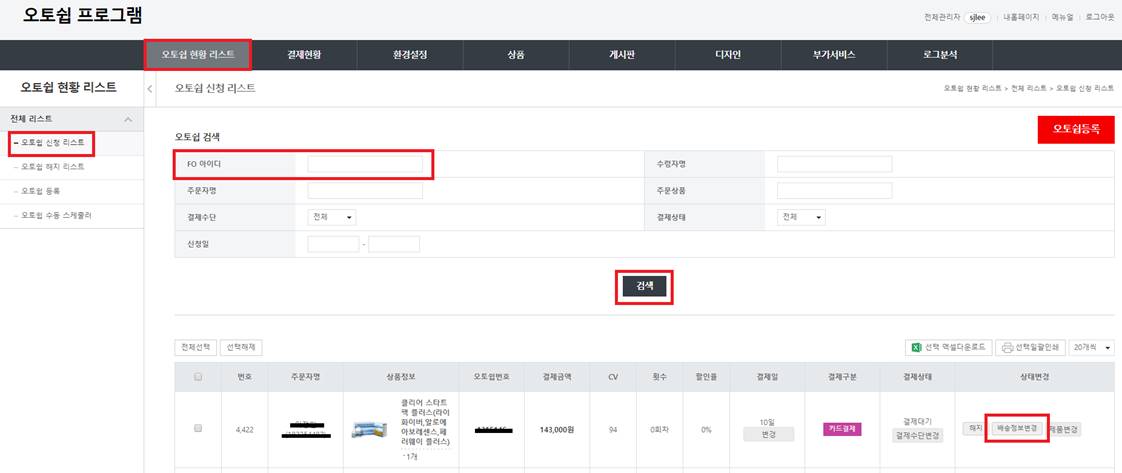 오토쉽 프로그램
전체관리자 sjlee 내홈페이지 메뉴얼 로그아웃
오토쉽 현황 리스트 결제현황 환경설정 상품 게시판 디자인 부가서비스 로그분석
오토쉽 현황 리스트
오토쉽 신청 리스트
오토쉽 현황 리스트 > 전체 리스트 > 오토쉽 신청 리스트
전체 리스트
- 오토쉽 신청 리스트
- 오토쉽 해지 리스트
- 오토쉽 등록
- 오토쉽 수동 스케쥴러
오토쉽 검색
오토쉽등록
FO 아이디
수령자명
주문자명
주문상품
결제수단 전체
결제상태 전체
신청일 -
검색
전체선택 선택해제
선택 엑셀다운로드 선택일괄인쇄 20개씩
번호 주문자명 상품정보 오토쉽번호 결제금액 CV 횟수 할인율 결제일 결제구분 결제상태 상태변경
4,422
클리어 스타트
팩 플러스(라이
화이버,알로에
아보레센스,페
러웨이 플러스)
- 1개
143,000원 94 0회차 0%
10일
변경
카드결제
결제대기
결제수단변경
해지 배송정보변경 제품변경